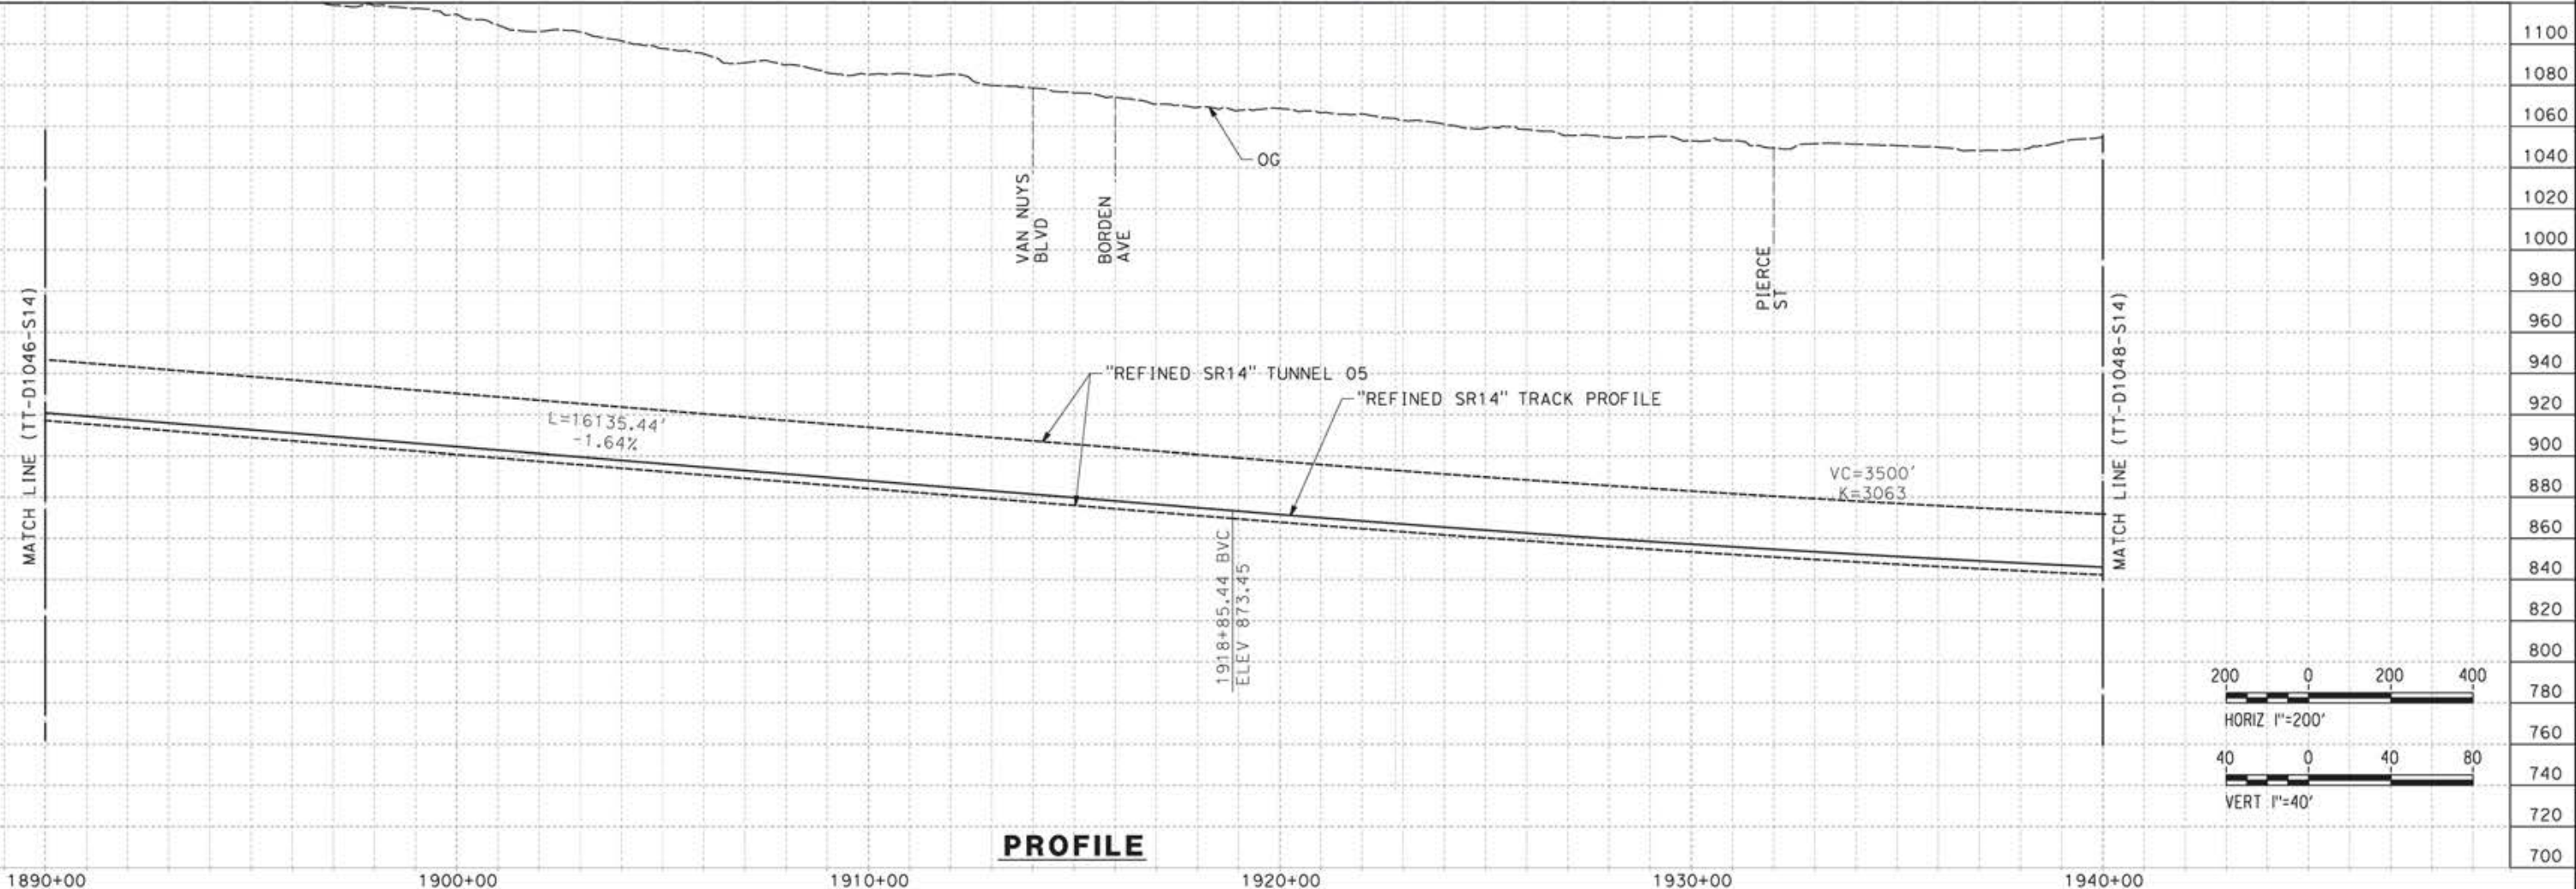 1100
1080
1060
1040
1020
1000
980
960
940
920
900
880
860
840
820
800
780
760
740
720
700
OG
VAN NUYS
BLVD
BORDEN
AVE
PIERCE
ST
MATCH LINE (TT-D1046-S14)
MATCH LINE (TT-D1048-S14)
"REFINED SR14" TUNNEL 05
"REFINED SR14" TRACK PROFILE
L=16135.44'
-1.64%
VC=3500'
K=3063
1918+85.44 BVC
ELEV 873.45
200 0 200 400
HORIZ 1"=200'
40 0 40 80
VERT 1"=40'
PROFILE
1890+00 1900+00 1910+00 1920+00 1930+00 1940+00